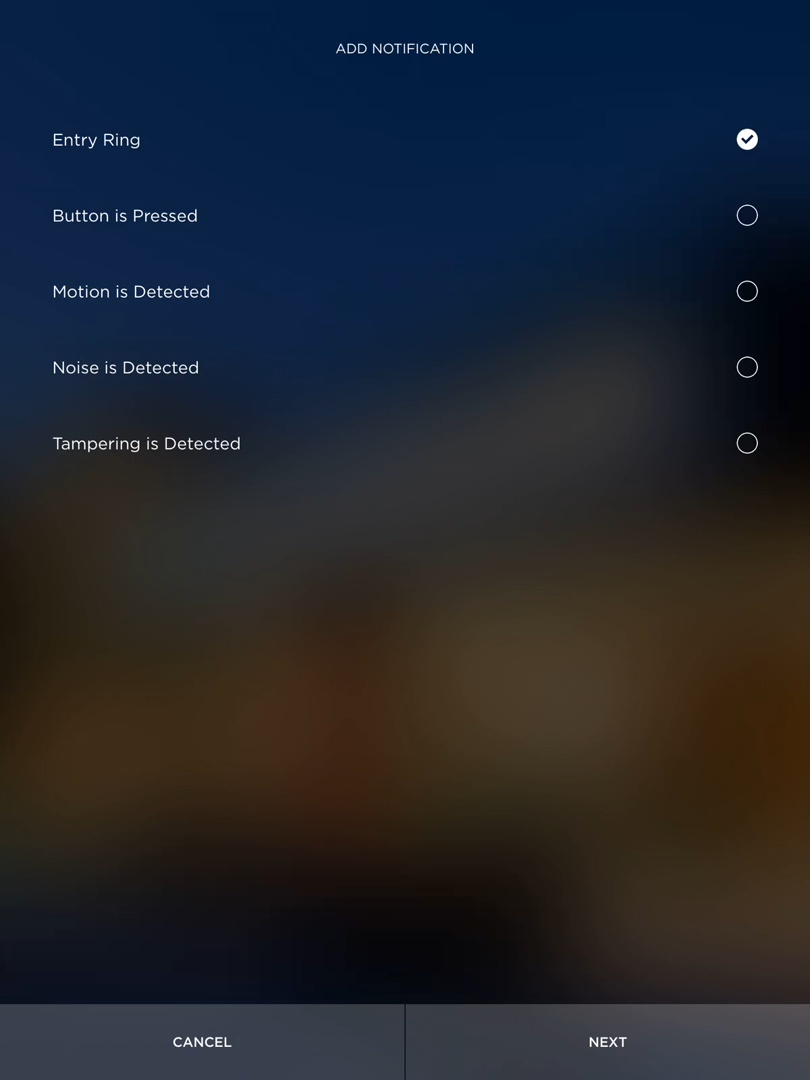 ADD NOTIFICATION
Entry Ring
Button is Pressed
Motion is Detected
Noise is Detected
Tampering is Detected
CANCEL
NEXT